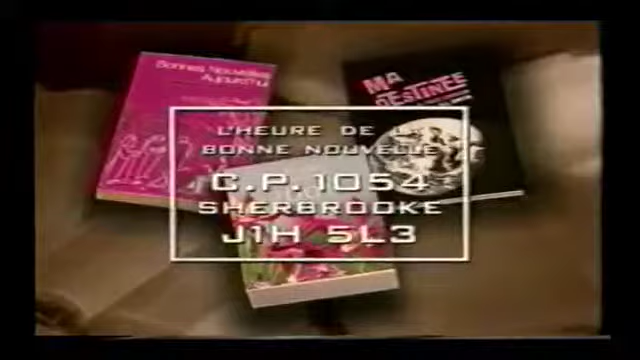 Bonnes Nouvelles
Aujourd'hui
MA
DESTINÉE
L'HEURE DE LA
BONNE NOUVELLE
C.P. 1054
SHERBROOKE
J1H 5L3